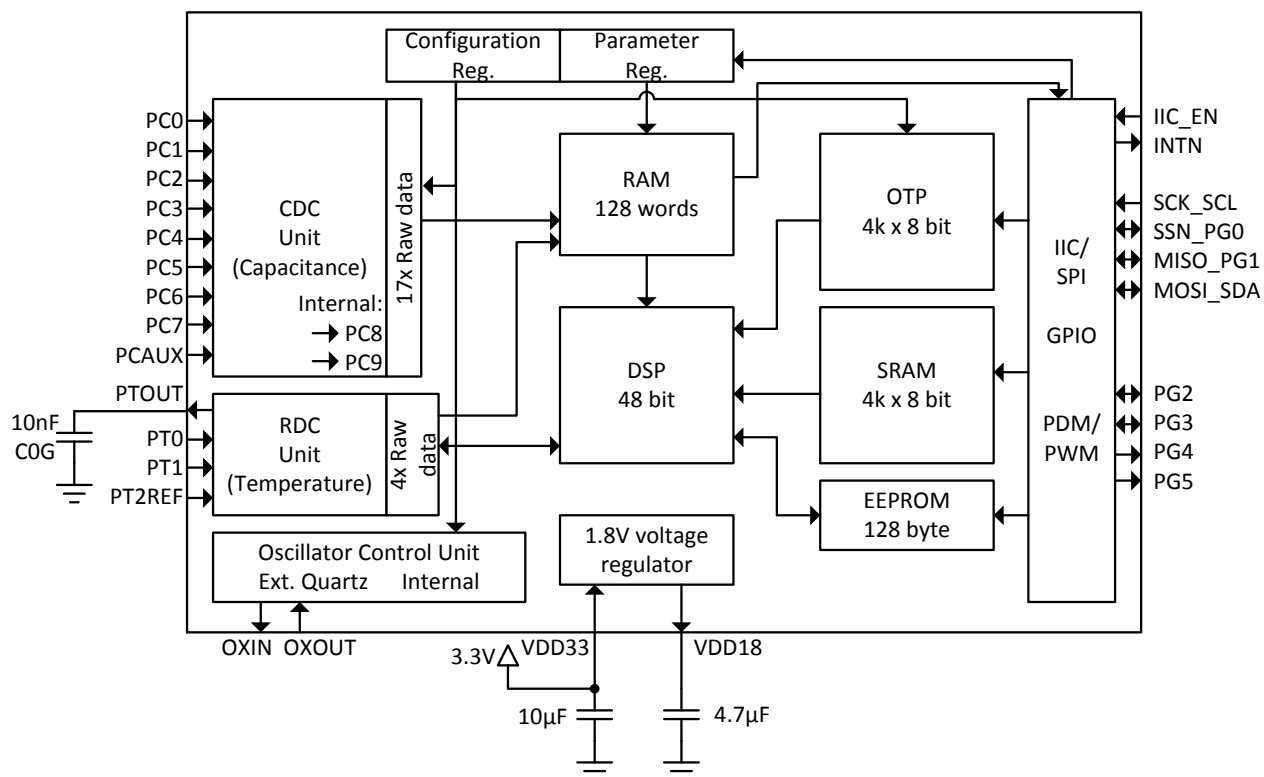 Configuration
Reg.
Parameter
Reg.
PC0
PC1
PC2
PC3
PC4
PC5
PC6
PC7
PCAUX
CDC
Unit
(Capacitance)
Internal:
PC8
PC9
17x Raw data
RAM
128 words
OTP
4k x 8 bit
IIC/
SPI
GPIO
PDM/
PWM
IIC_EN
INTN
SCK_SCL
SSN_PG0
MISO_PG1
MOSI_SDA
PG2
PG3
PG4
PG5
DSP
48 bit
SRAM
4k x 8 bit
EEPROM
128 byte
PTOUT
10nF
C0G
PT0
PT1
PT2REF
RDC
Unit
(Temperature)
4x Raw
data
Oscillator Control Unit
Ext. Quartz Internal
1.8V voltage
regulator
OXIN OXOUT
3.3V
VDD33
VDD18
10µF
4.7µF